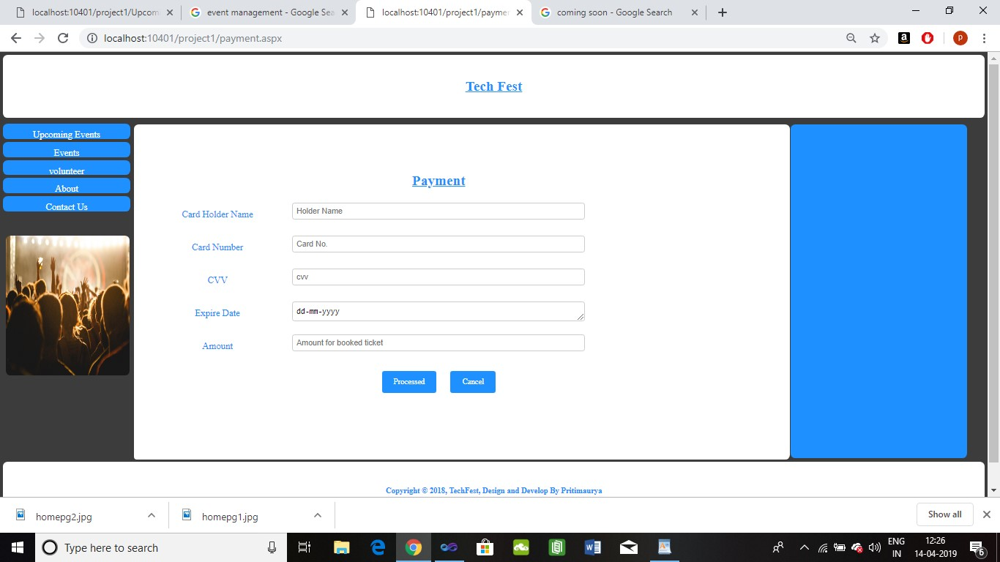 localhost:10401/project1/Upcomi
event management - Google Sea
localhost:10401/project1/paymen
coming soon - Google Search
localhost:10401/project1/payment.aspx
a
P
Tech Fest
Upcoming Events
Events
volunteer
About
Contact Us
Payment
Card Holder Name
Holder Name
Card Number
Card No.
CVV
cvv
Expire Date
dd-mm-yyyy
Amount
Amount for booked ticket
Processed
Cancel
Copyright © 2018, TechFest, Design and Develop By Pritimaurya
homepg2.jpg
homepg1.jpg
Show all
Type here to search
ENG
IN
12:26
14-04-2019
6